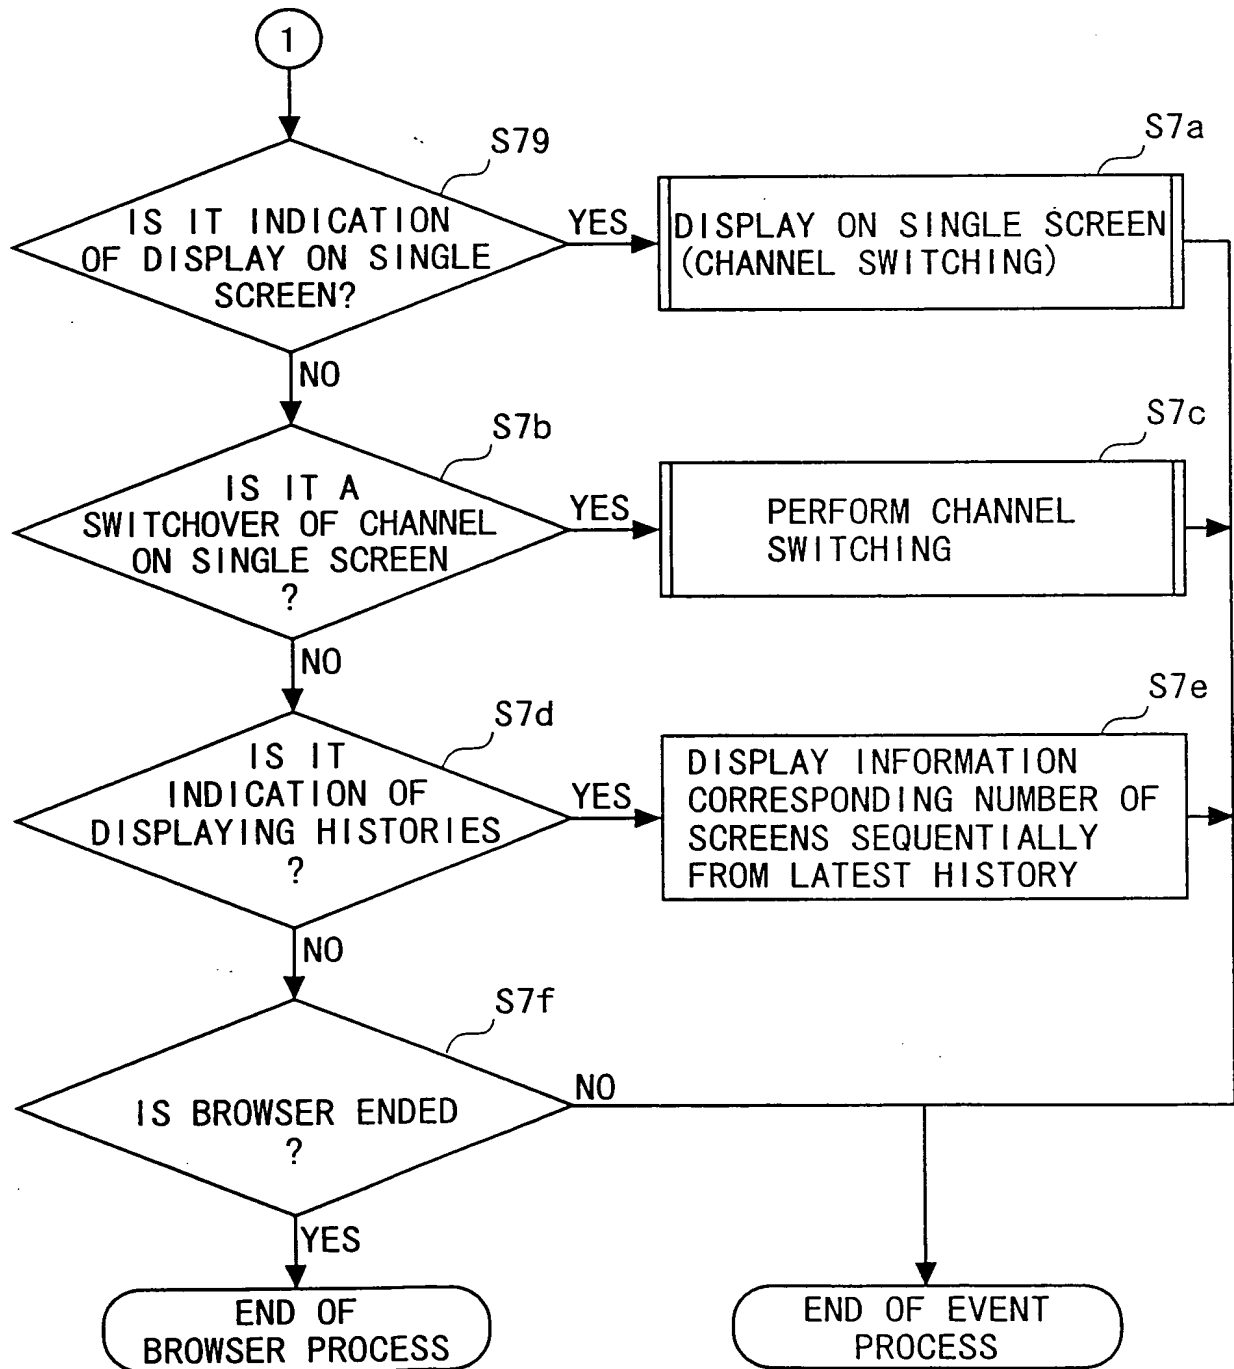 1
S79
IS IT INDICATION
OF DISPLAY ON SINGLE
SCREEN?
YES
S7a
DISPLAY ON SINGLE SCREEN
(CHANNEL SWITCHING)
NO
S7b
IS IT A
SWITCHOVER OF CHANNEL
ON SINGLE SCREEN
?
YES
S7c
PERFORM CHANNEL
SWITCHING
NO
S7d
IS IT
INDICATION OF
DISPLAYING HISTORIES
?
YES
S7e
DISPLAY INFORMATION
CORRESPONDING NUMBER OF
SCREENS SEQUENTIALLY
FROM LATEST HISTORY
NO
S7f
IS BROWSER ENDED
?
NO
YES
END OF
BROWSER PROCESS
END OF EVENT
PROCESS